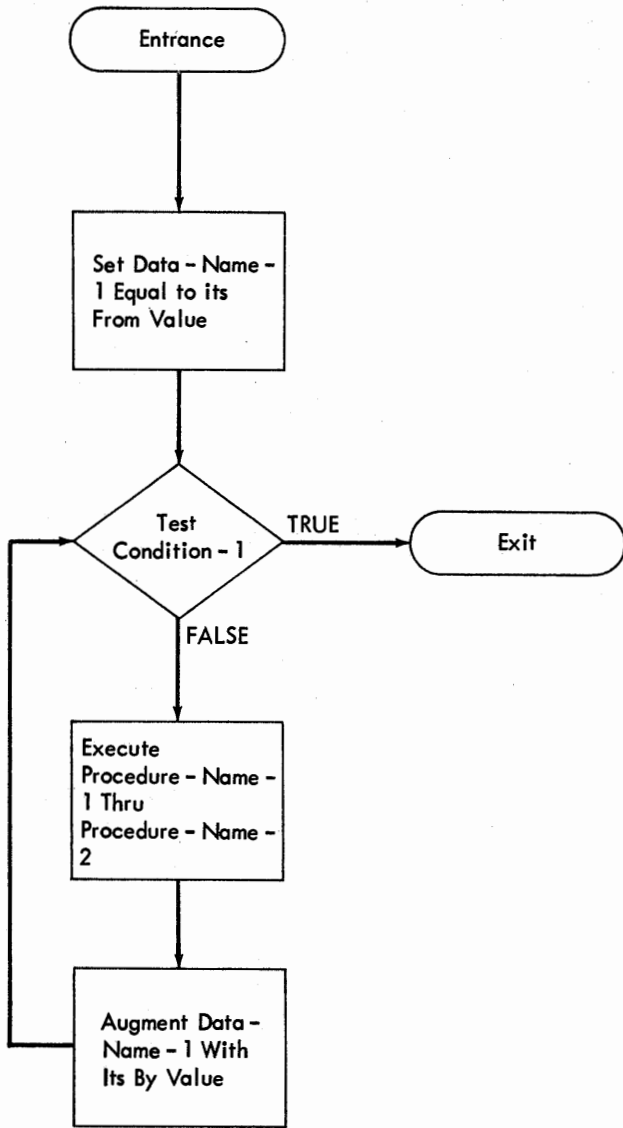 Entrance
Set Data - Name -
1 Equal to its
From Value
Test
Condition - 1
TRUE
Exit
FALSE
Execute
Procedure - Name -
1 Thru
Procedure - Name -
2
Augment Data -
Name - 1 With
Its By Value